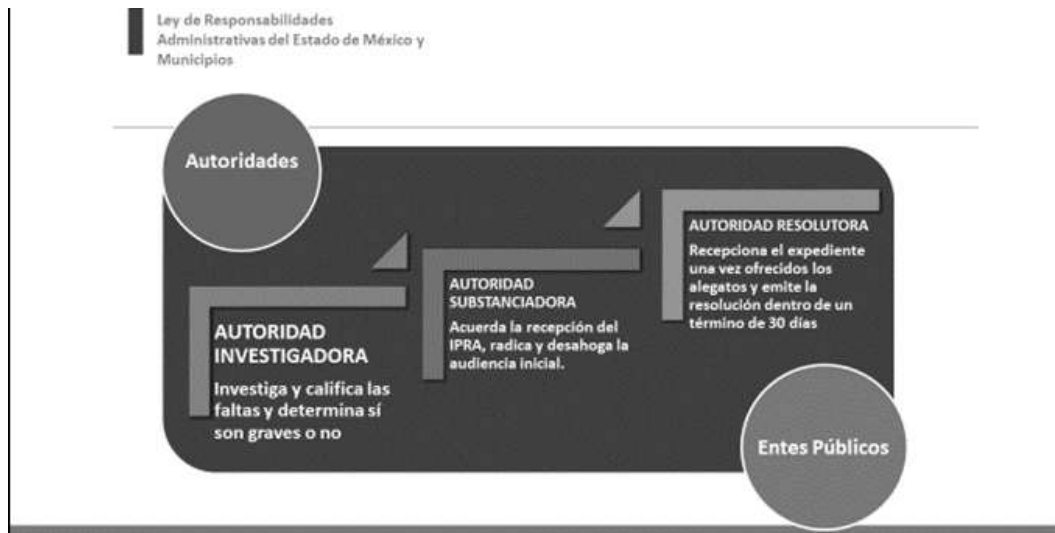 Ley de Responsabilidades
Administrativas del Estado de México y
Municipios
Autoridades
AUTORIDAD
INVESTIGADORA
Investiga y califica las
faltas y determina sí
son graves o no
AUTORIDAD
SUBSTANCIADORA
Acuerda la recepción del
IPRA, radica y desahoga la
audiencia inicial.
AUTORIDAD RESOLUTORA
Recepciona el expediente
una vez ofrecidos los
alegatos y emite la
resolución dentro de un
término de 30 días
Entes Públicos